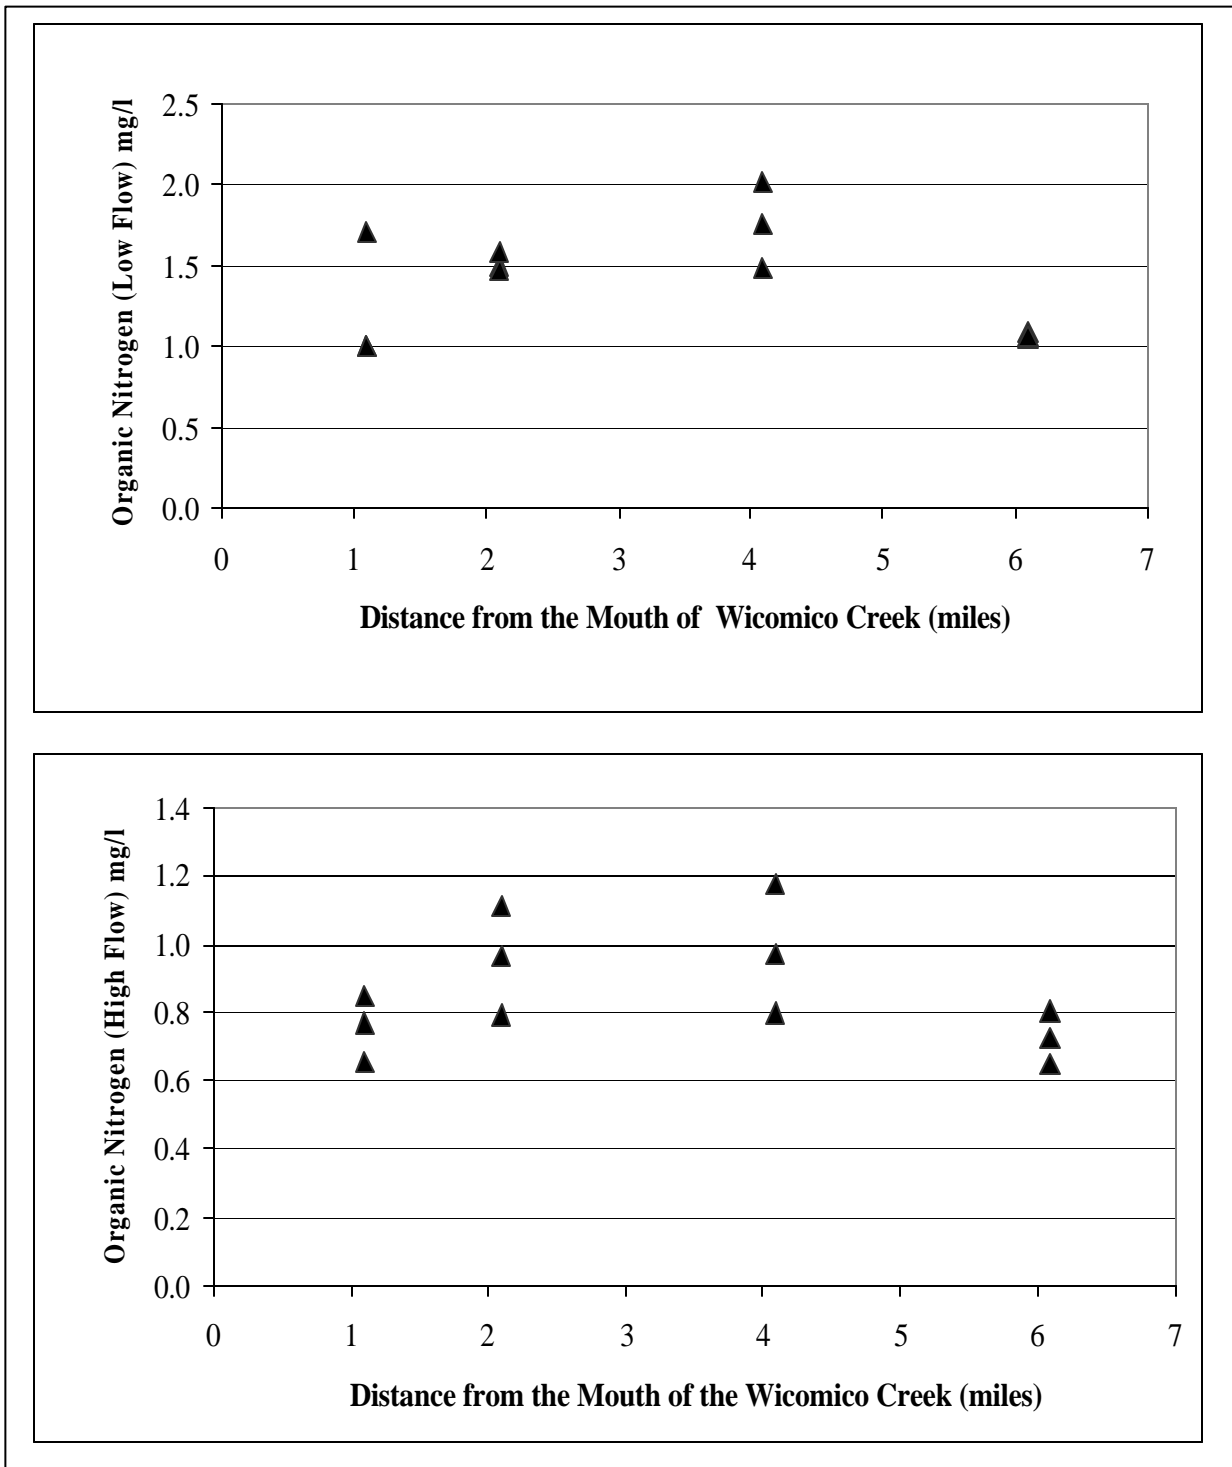 Organic Nitrogen (Low Flow) mg/l
2.5
2.0
1.5
1.0
0.5
0.0
0 1 2 3 4 5 6 7
Distance from the Mouth of Wicomico Creek (miles)
Organic Nitrogen (High Flow) mg/l
1.4
1.2
1.0
0.8
0.6
0.4
0.2
0.0
0 1 2 3 4 5 6 7
Distance from the Mouth of the Wicomico Creek (miles)